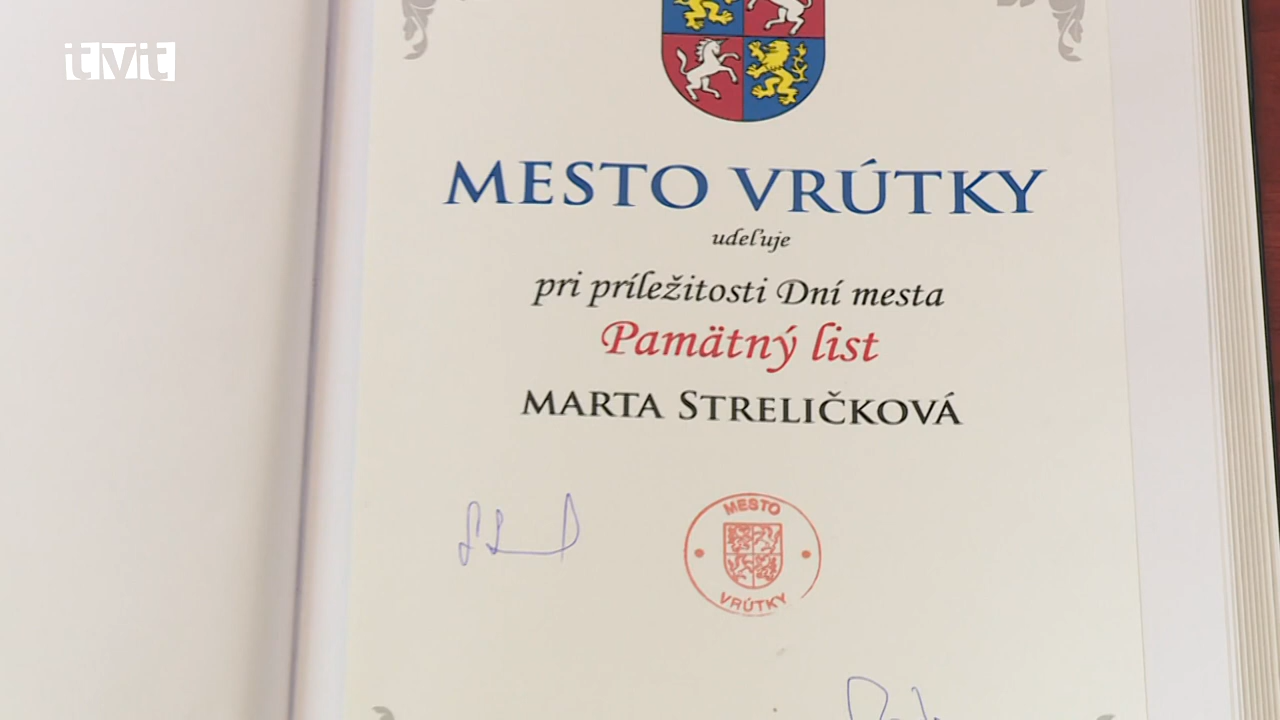 tvit
MESTO VRÚTKY
udeľuje
pri príležitosti Dní mesta
Pamätný list
MARTA STRELIČKOVÁ
MESTO
VRÚTKY